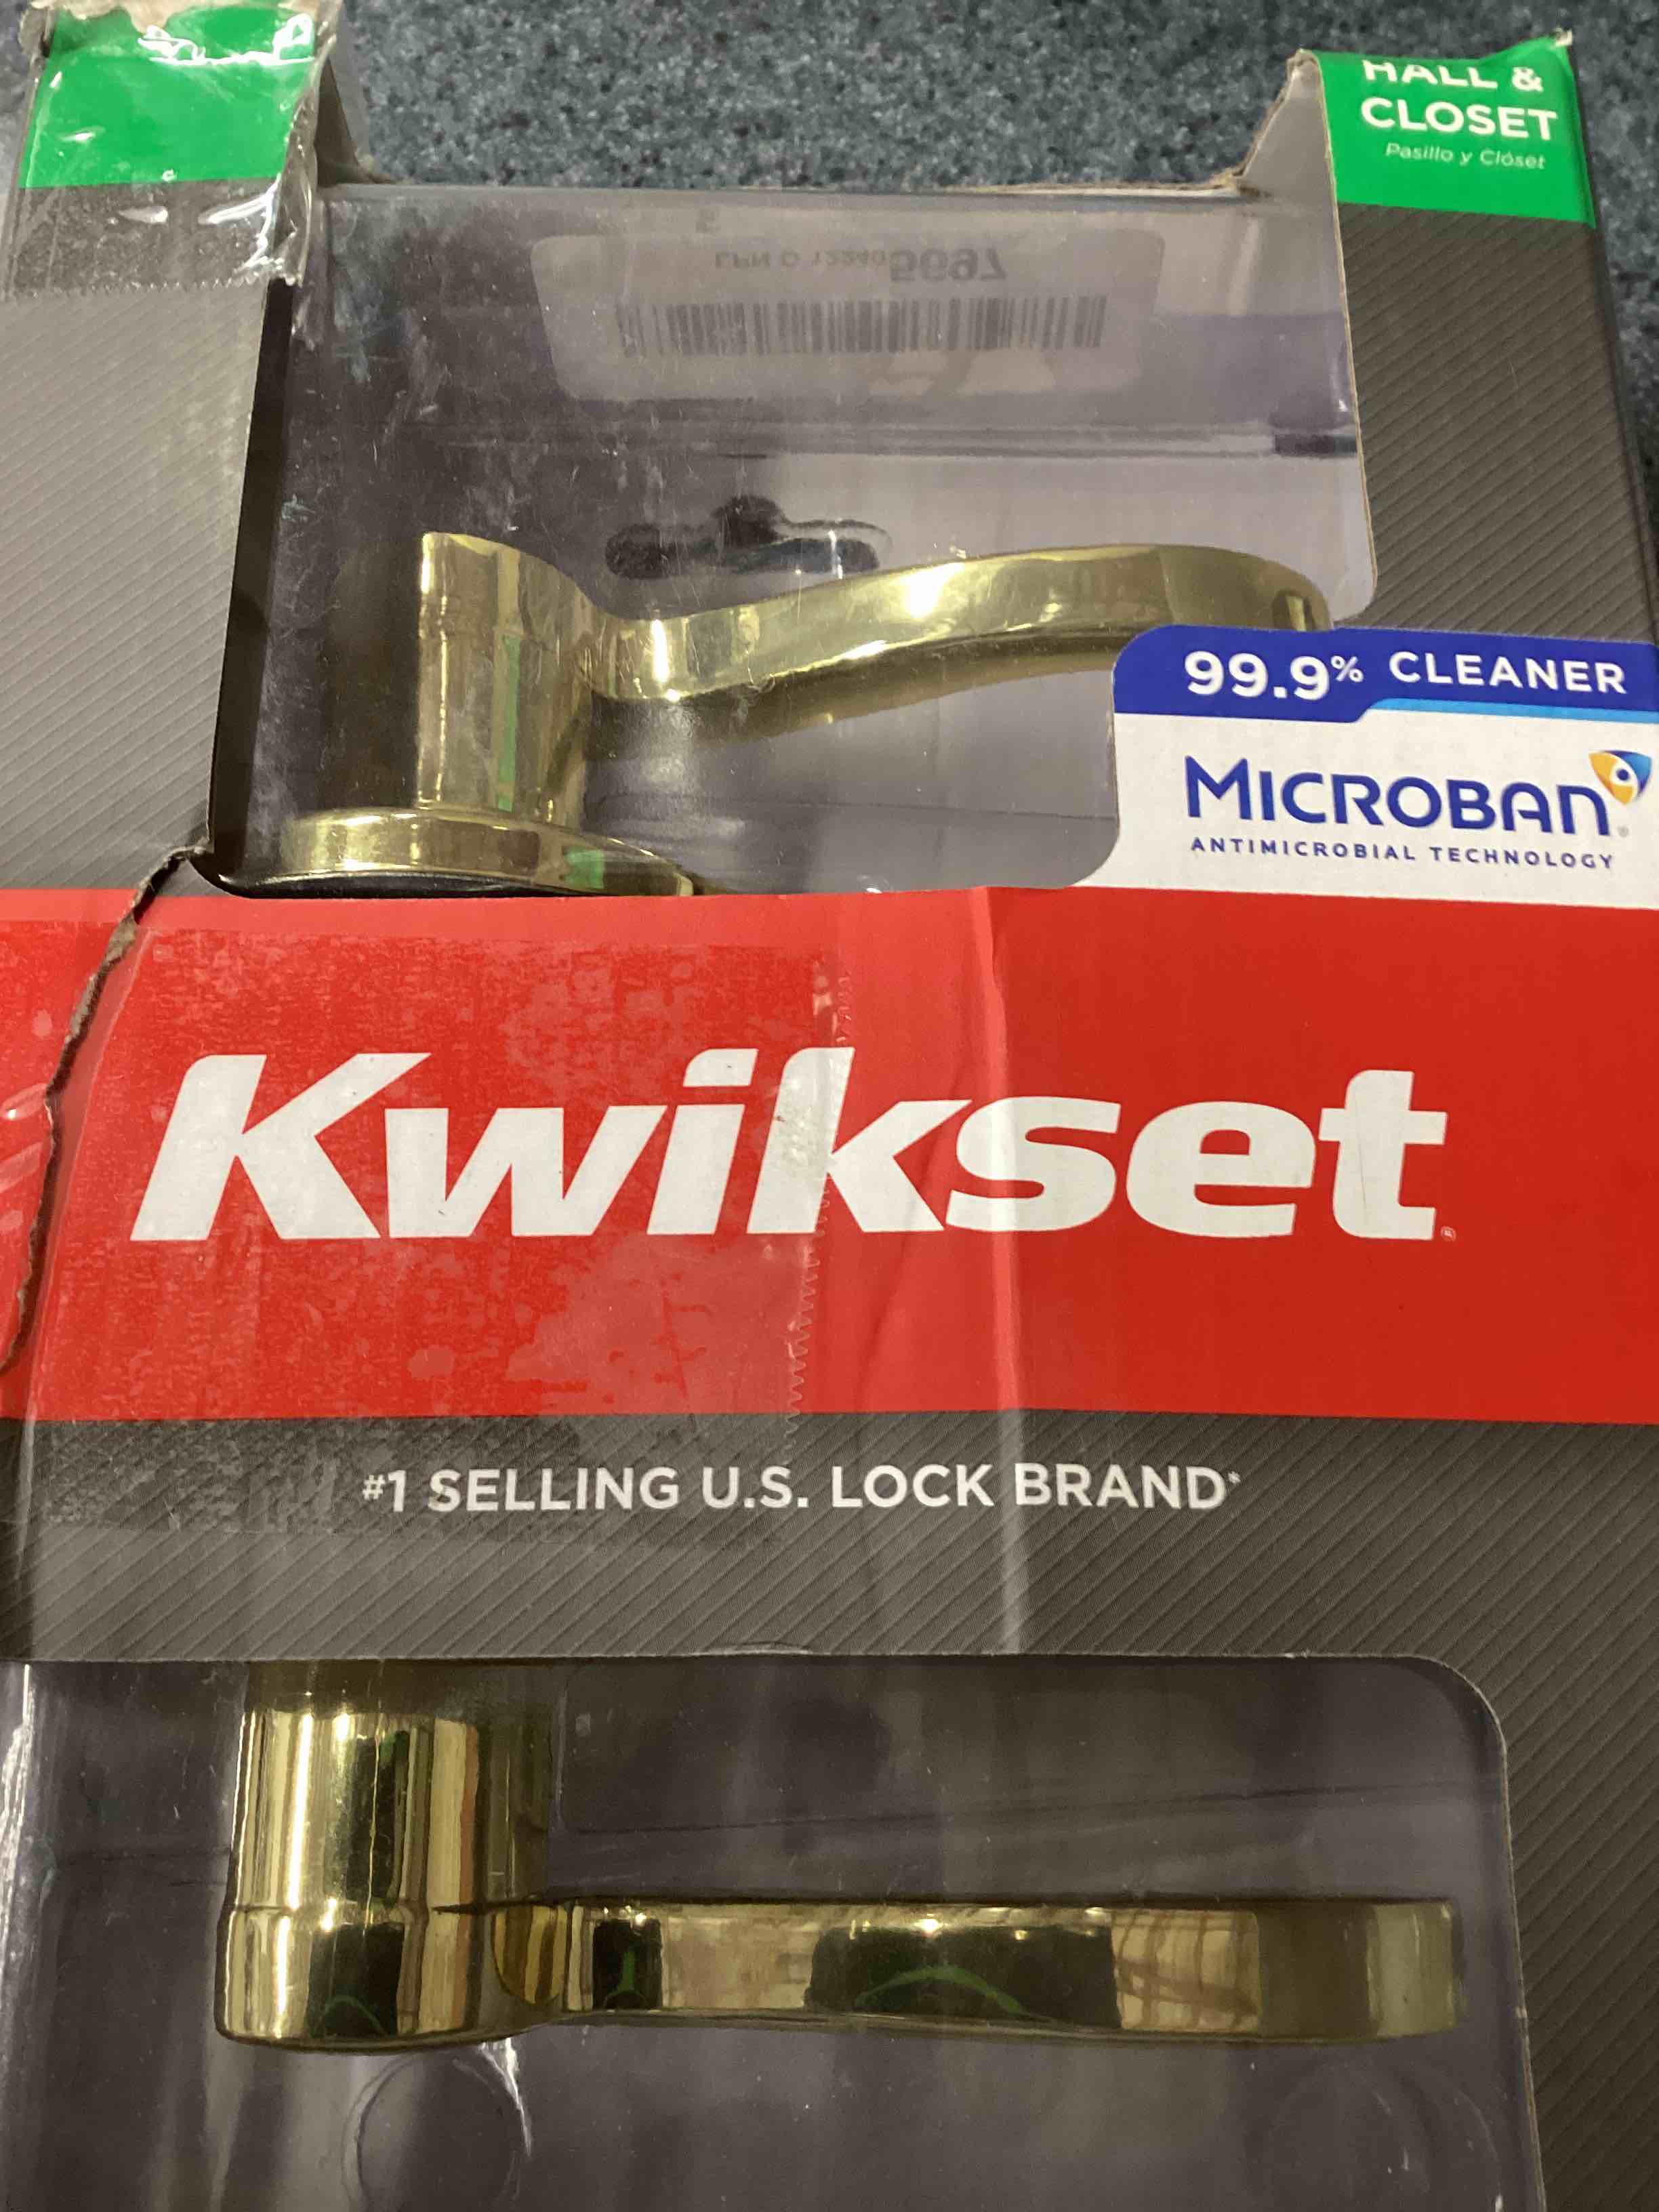 HALL &
CLOSET
Pasillo y Clóset
99.9% CLEANER
MICROBAN®
ANTIMICROBIAL TECHNOLOGY
Kwikset®
#1 SELLING U.S. LOCK BRAND*